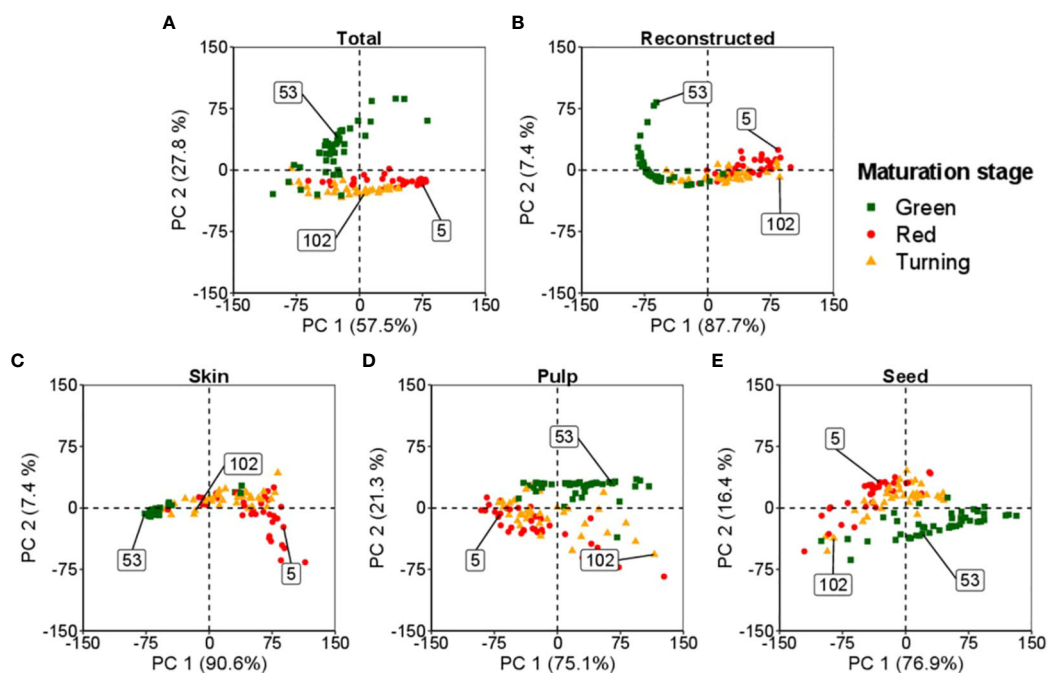 A
Total
150
75
0
-75
-150
-150
-75
0
75
150
PC 2 (27.8 %)
PC 1 (57.5%)
53
102
5
B
Reconstructed
150
75
0
-75
-150
-150
-75
0
75
150
PC 2 (7.4 %)
PC 1 (87.7%)
53
5
102
Maturation stage
Green
Red
Turning
C
Skin
150
75
0
-75
-150
-150
-75
0
75
150
PC 2 (7.4 %)
PC 1 (90.6%)
102
53
5
D
Pulp
150
75
0
-75
-150
-150
-75
0
75
150
PC 2 (21.3 %)
PC 1 (75.1%)
53
5
102
E
Seed
150
75
0
-75
-150
-150
-75
0
75
150
PC 2 (16.4 %)
PC 1 (76.9%)
5
102
53